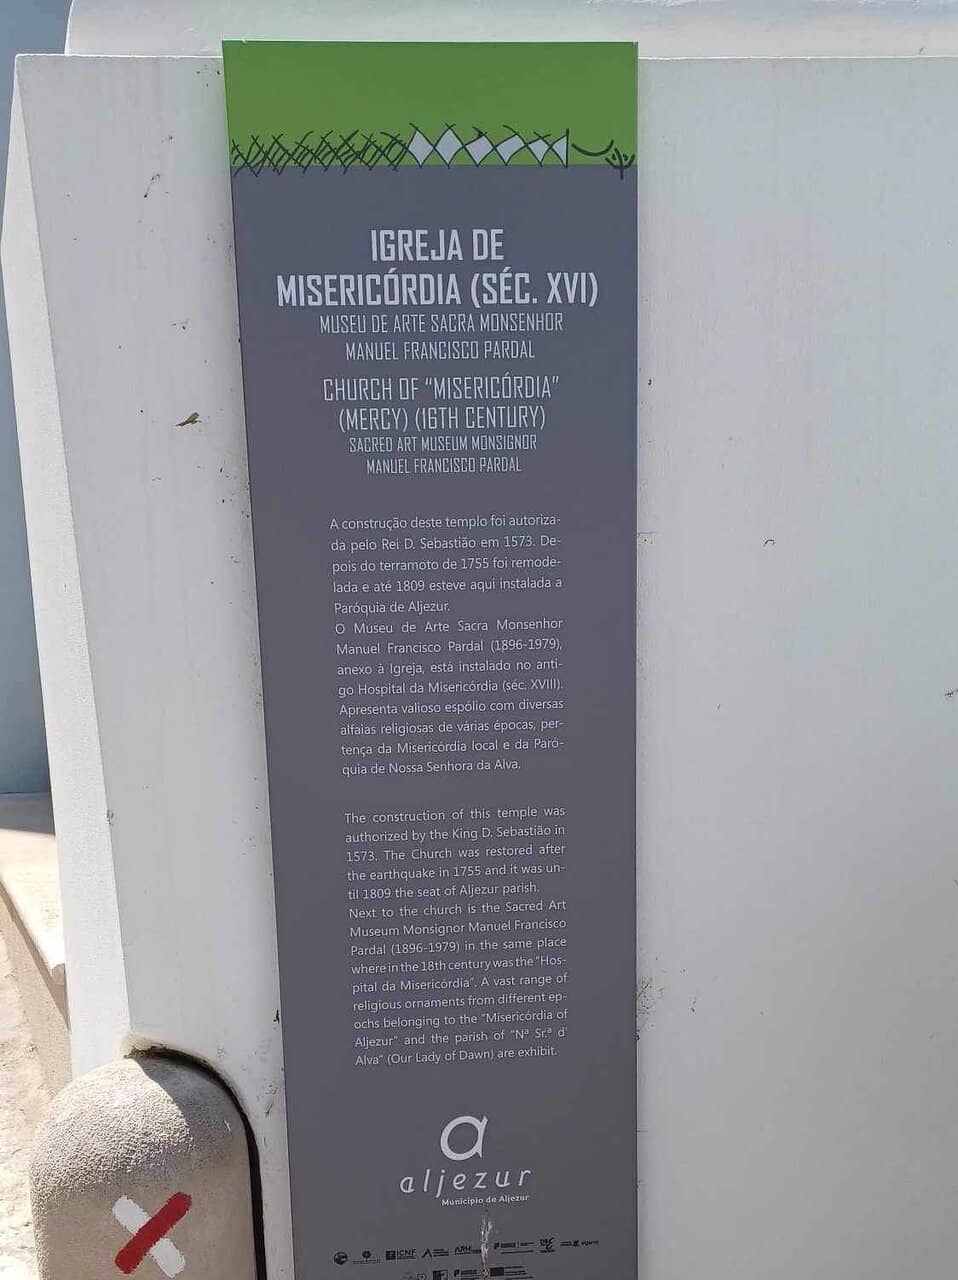 IGREJA DE
MISERICÓRDIA (SÉC. XVI)
MUSEU DE ARTE SACRA MONSENHOR
MANUEL FRANCISCO PARDAL
CHURCH OF “MISERICÓRDIA”
(MERCY) (16TH CENTURY)
SACRED ART MUSEUM MONSIGNOR
MANUEL FRANCISCO PARDAL
A construção deste templo foi autoriza-
da pelo Rei D. Sebastião em 1573. De-
pois do terramoto de 1755 foi remode-
lada e até 1809 esteve aqui instalada a
Paróquia de Aljezur.
O Museu de Arte Sacra Monsenhor
Manuel Francisco Pardal (1896-1979),
anexo à Igreja, está instalado no anti-
go Hospital da Misericórdia (séc. XVIII).
Apresenta valioso espólio com diversas
alfaias religiosas de várias épocas, per-
tença da Misericórdia local e da Paró-
quia de Nossa Senhora da Alva.
The construction of this temple was
authorized by the King D. Sebastião in
1573. The Church was restored after
the earthquake in 1755 and it was un-
til 1809 the seat of Aljezur parish.
Next to the church is the Sacred Art
Museum Monsignor Manuel Francisco
Pardal (1896-1979) in the same place
where in the 18th century was the “Hos-
pital da Misericórdia”. A vast range of
religious ornaments from different ep-
ochs belonging to the “Misericórdia of
Aljezur” and the parish of “Nª Sr.ª d’
Alva” (Our Lady of Dawn) are exhibit.
aljezur
Município de Aljezur
ICNF
ARH